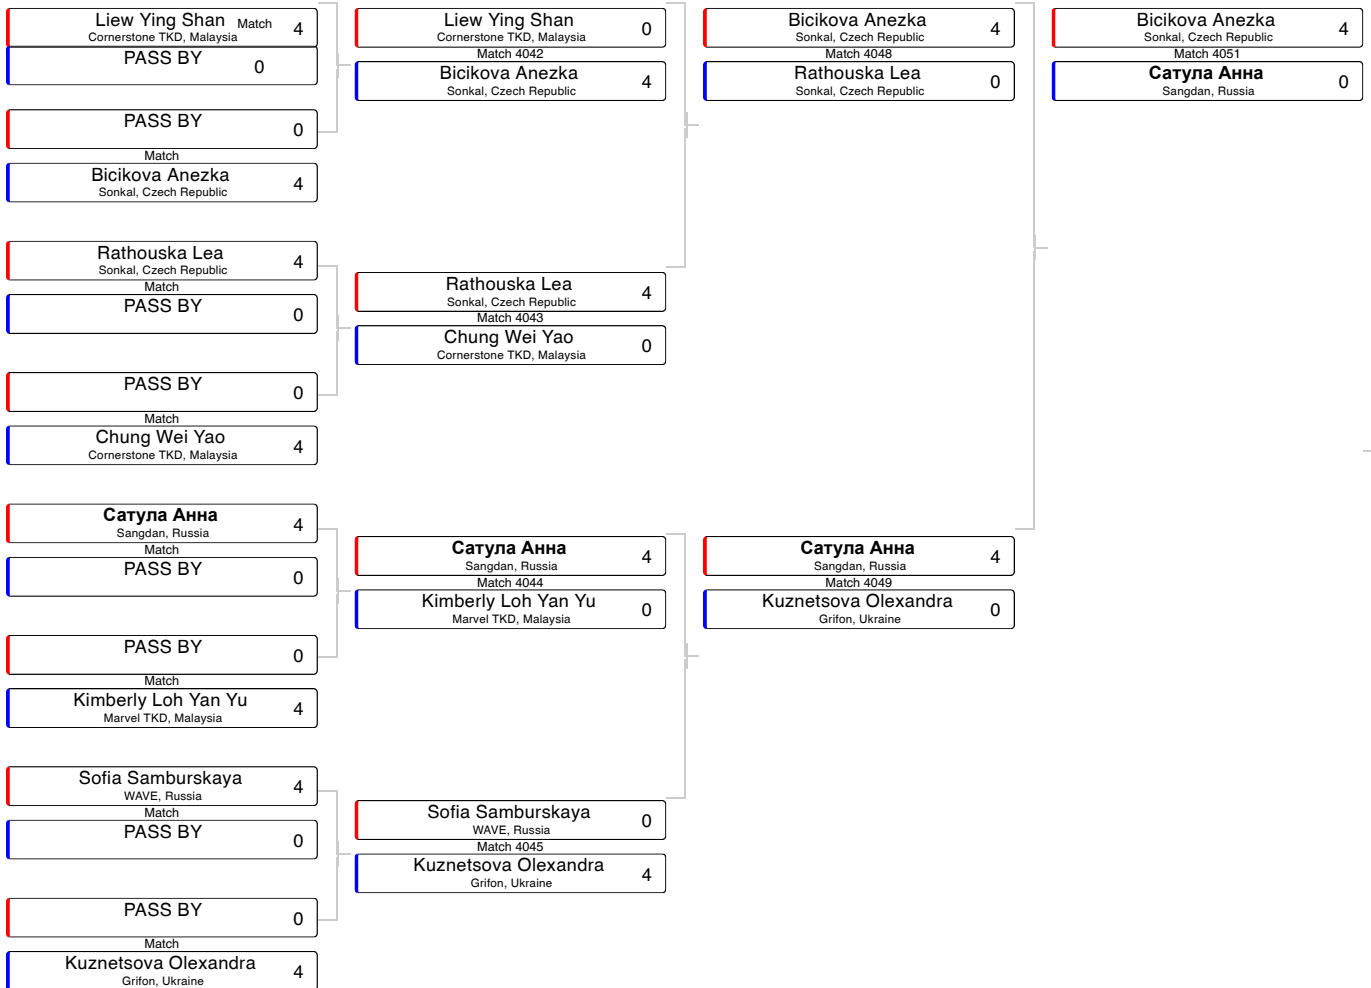 Liew Ying Shan
Cornerstone TKD, Malaysia
Match
4
PASS BY
0
PASS BY
0
Match
Bicikova Anezka
Sonkal, Czech Republic
4
Rathouska Lea
Sonkal, Czech Republic
4
Match
PASS BY
0
PASS BY
0
Match
Chung Wei Yao
Cornerstone TKD, Malaysia
4
Сатула Анна
Sangdan, Russia
4
Match
PASS BY
0
PASS BY
0
Match
Kimberly Loh Yan Yu
Marvel TKD, Malaysia
4
Sofia Samburskaya
WAVE, Russia
4
Match
PASS BY
0
PASS BY
0
Match
Kuznetsova Olexandra
Grifon, Ukraine
4
Liew Ying Shan
Cornerstone TKD, Malaysia
0
Match 4042
Bicikova Anezka
Sonkal, Czech Republic
4
Rathouska Lea
Sonkal, Czech Republic
4
Match 4043
Chung Wei Yao
Cornerstone TKD, Malaysia
0
Сатула Анна
Sangdan, Russia
4
Match 4044
Kimberly Loh Yan Yu
Marvel TKD, Malaysia
0
Sofia Samburskaya
WAVE, Russia
0
Match 4045
Kuznetsova Olexandra
Grifon, Ukraine
4
Bicikova Anezka
Sonkal, Czech Republic
4
Match 4048
Rathouska Lea
Sonkal, Czech Republic
0
Сатула Анна
Sangdan, Russia
4
Match 4049
Kuznetsova Olexandra
Grifon, Ukraine
0
Bicikova Anezka
Sonkal, Czech Republic
4
Match 4051
Сатула Анна
Sangdan, Russia
0